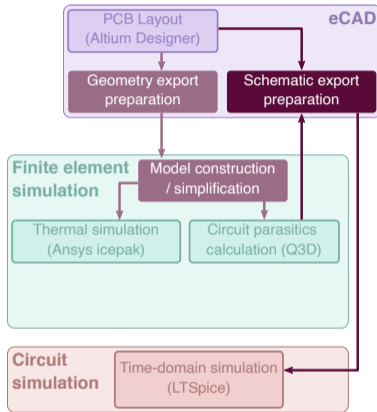 PCB Layout
(Altium Designer)
eCAD
Geometry export
preparation
Schematic export
preparation
Finite element
simulation
Model construction
/ simplification
Thermal simulation
(Ansys icepak)
Circuit parasitics
calculation (Q3D)
Circuit
simulation
Time-domain simulation
(LTSpice)